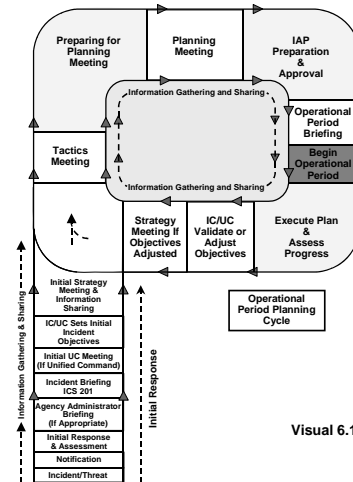 Preparing for
Planning
Meeting
Planning
Meeting
IAP
Preparation
&
Approval
Information Gathering and Sharing
Operational
Period
Briefing
Begin
Operational
Period
Tactics
Meeting
Information Gathering and Sharing
Strategy
Meeting If
Objectives
Adjusted
IC/UC
Validate or
Adjust
Objectives
Execute Plan
&
Assess
Progress
Initial Strategy
Meeting &
Information
Sharing
IC/UC Sets Initial
Incident
Objectives
Initial UC Meeting
(If Unified Command)
Incident Briefing
ICS 201
Agency Administrator
Briefing
(If Appropriate)
Initial Response
& Assessment
Notification
Incident/Threat
Information Gathering & Sharing
Initial Response
Operational
Period Planning
Cycle
Visual 6.1